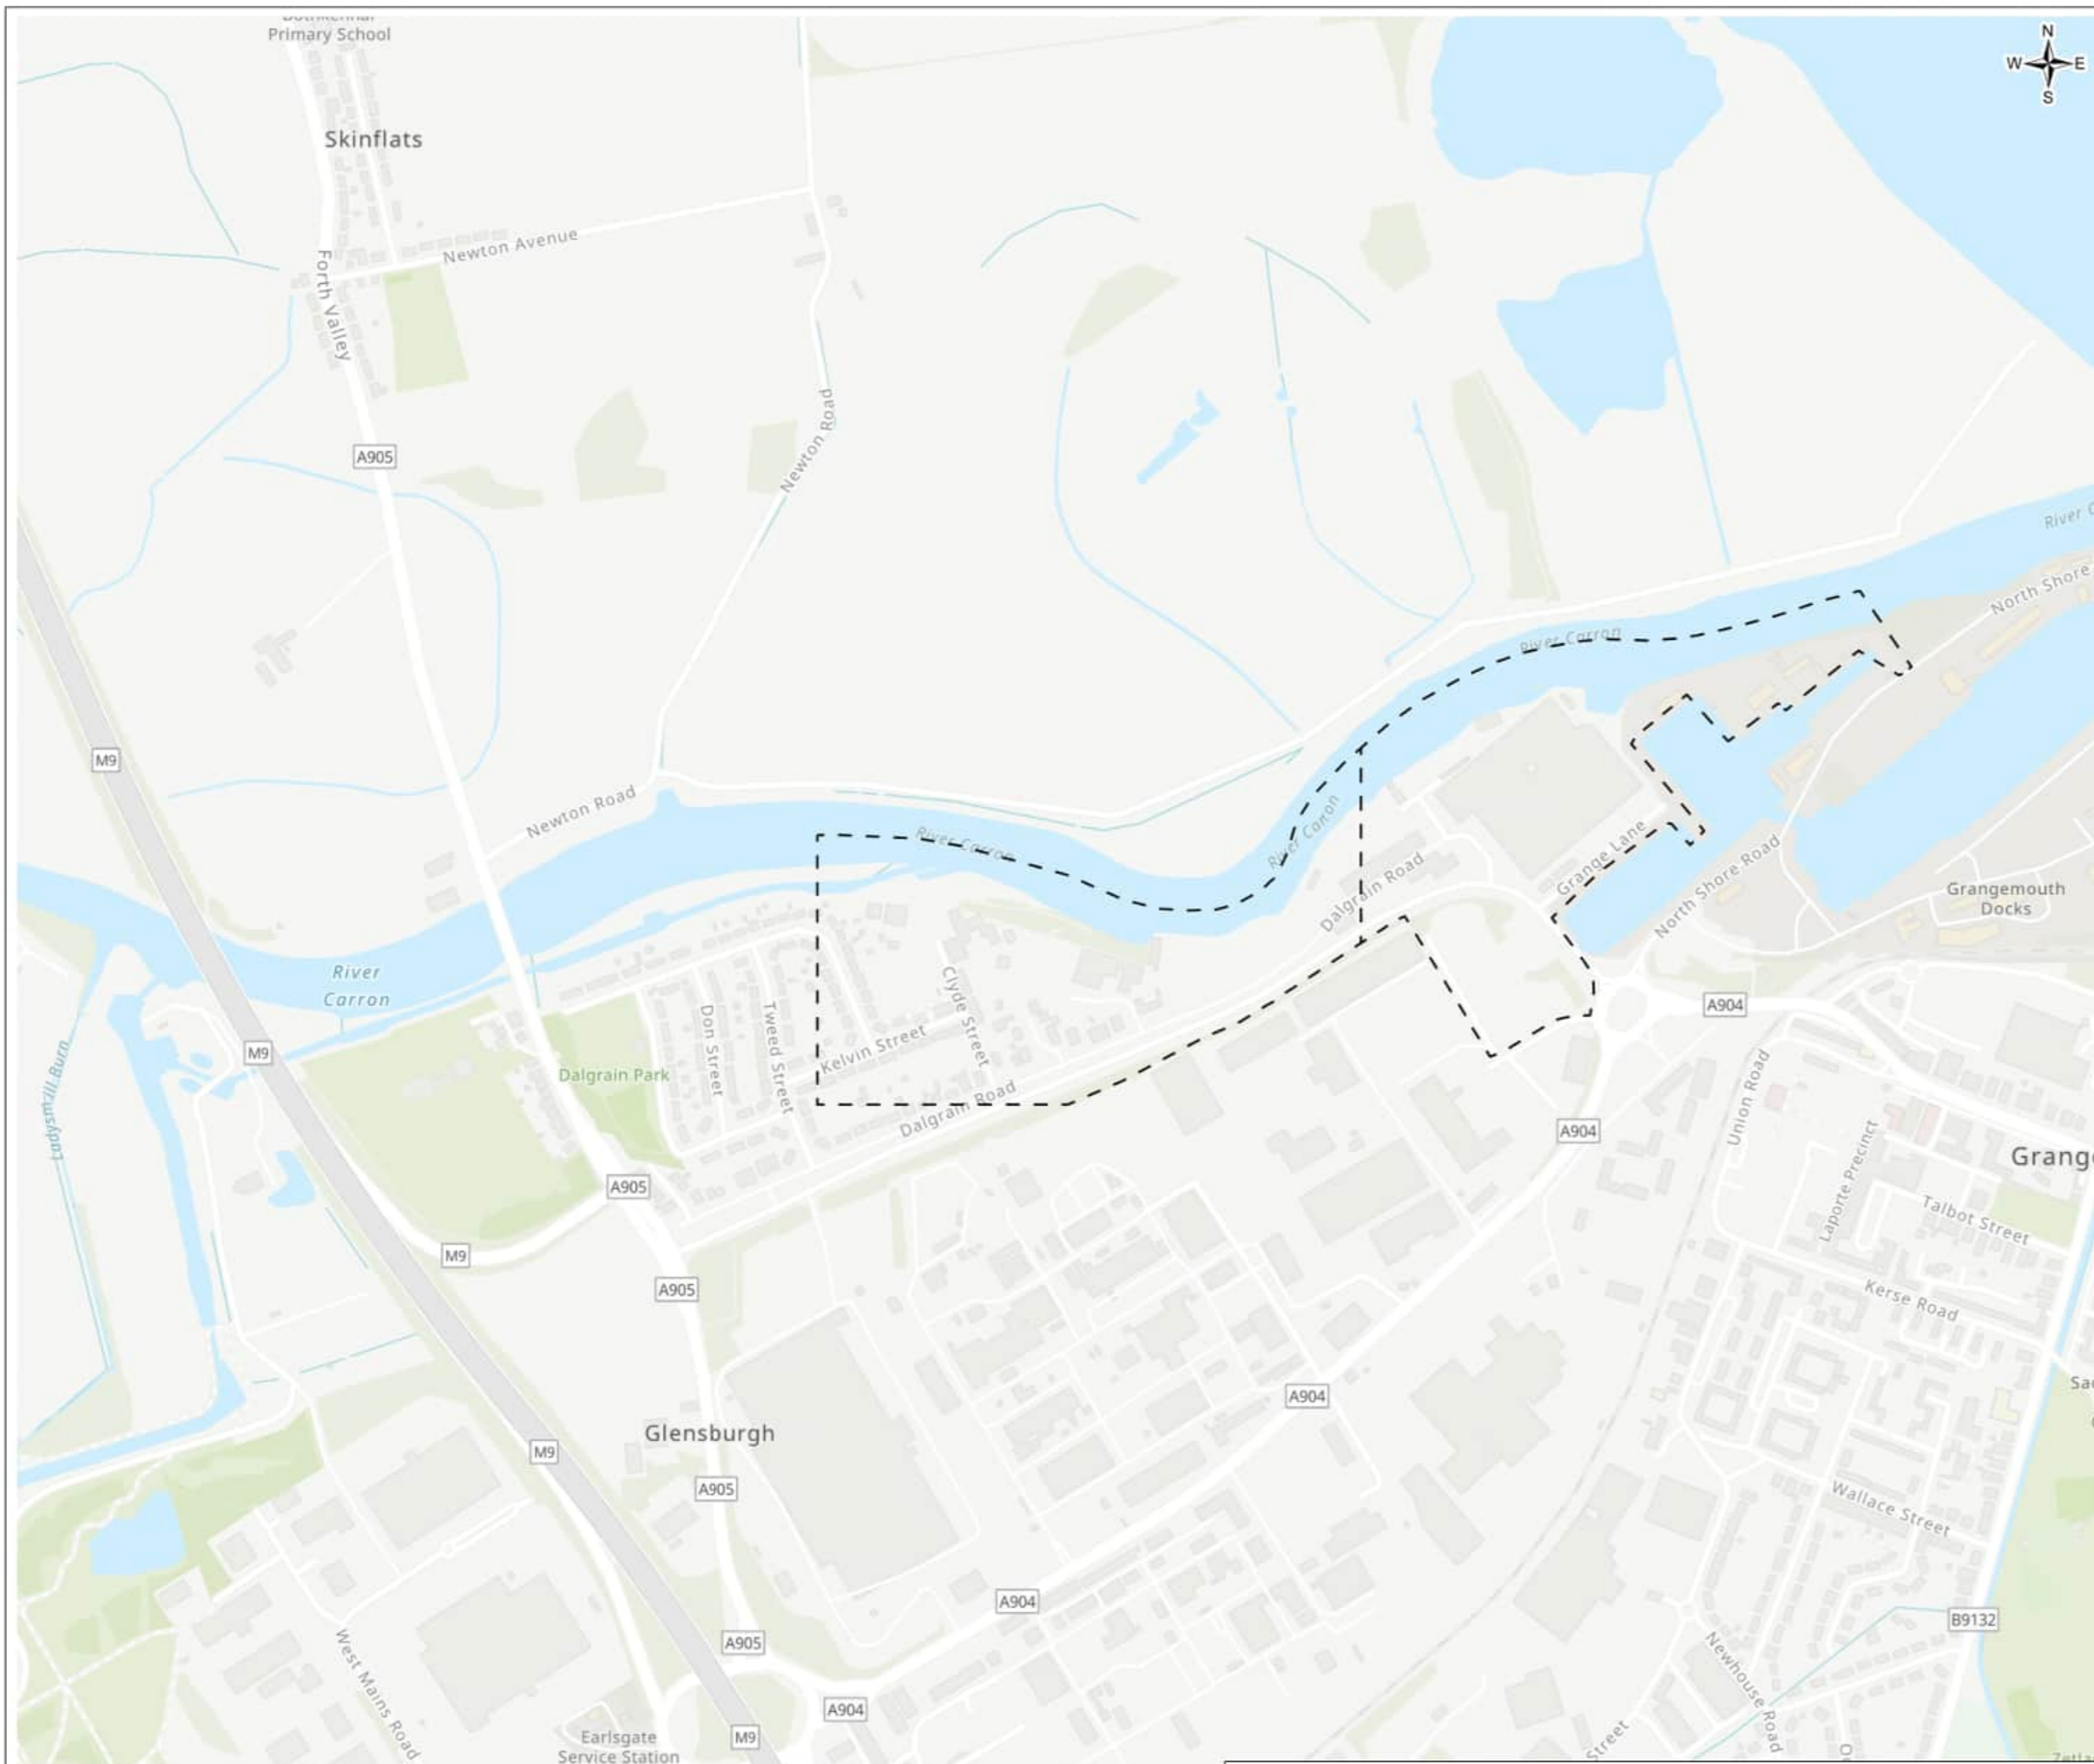 Primary School
N
W E
S
Skinflats
Newton Avenue
Forth Valley
Newton Road
A905
River
North Shore
River Carron
M9
Newton Road
River Carron
River Carron
Grange Lane
Dalgrain Road
North Shore Road
Grangemouth
Docks
River
Carron
Clyde Street
Don Street
Tweed Street
Kelvin Street
A904
M9
Ladysmill Burn
Dalgrain Park
Dalgrain Road
Union Road
A904
Laporte Precinct
Grange
A905
Talbot Street
M9
A905
Kerse Road
A904
Glensburgh
M9
A905
Wallace Street
A904
B9132
A905
West Mains Road
Newhouse Road
A904
Earlsgate
Service Station
M9
Street